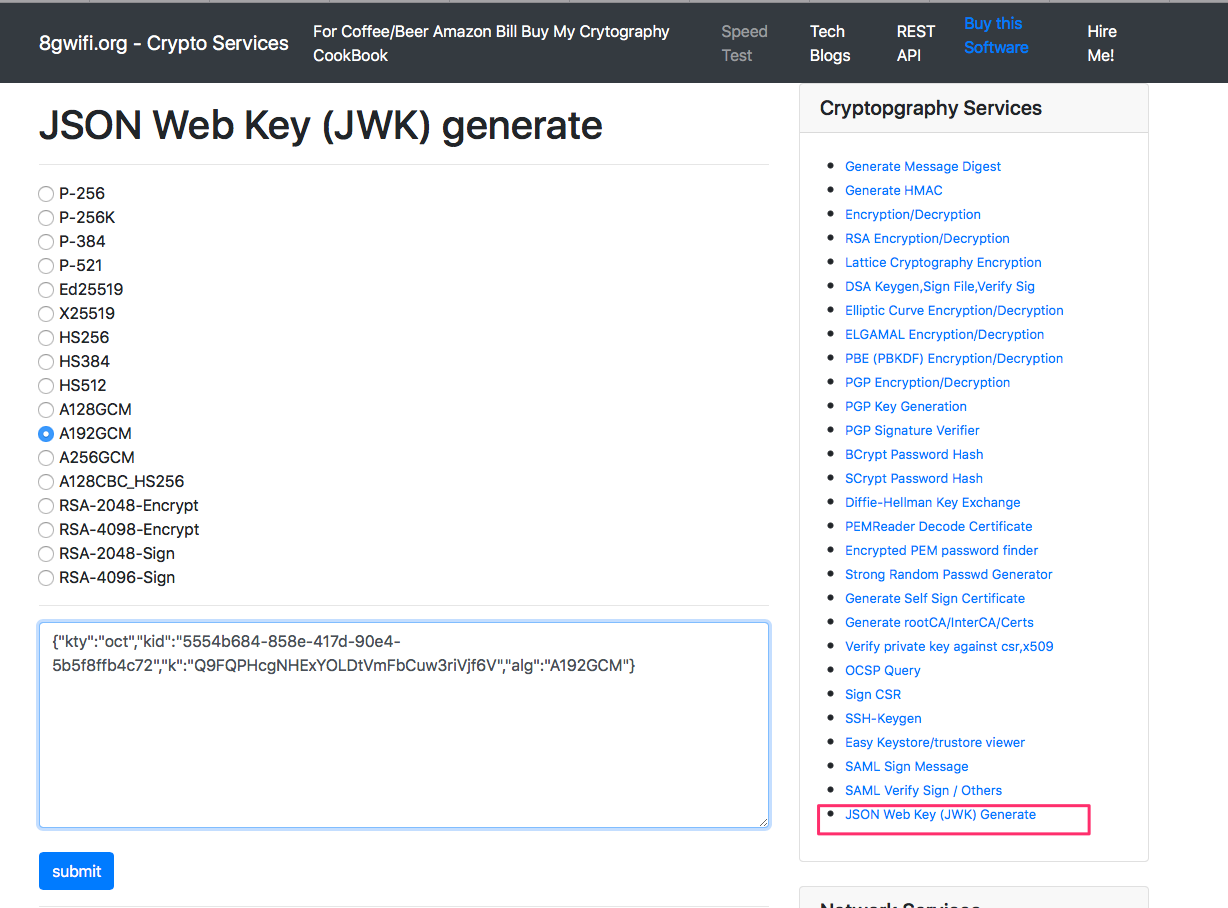 8gwifi.org - Crypto Services
For Coffee/Beer Amazon Bill Buy My Crytography
CookBook
Speed
Test
Tech
Blogs
REST
API
Buy this
Software
Hire
Me!
JSON Web Key (JWK) generate
P-256
P-256K
P-384
P-521
Ed25519
X25519
HS256
HS384
HS512
A128GCM
A192GCM
A256GCM
A128CBC_HS256
RSA-2048-Encrypt
RSA-4098-Encrypt
RSA-2048-Sign
RSA-4096-Sign
{"kty":"oct","kid":"5554b684-858e-417d-90e4-
5b5f8ffb4c72","k":"Q9FQPHcgNHExYOLDtVmFbCuw3riVjf6V","alg":"A192GCM"}
submit
Cryptopgraphy Services
Generate Message Digest
Generate HMAC
Encryption/Decryption
RSA Encryption/Decryption
Lattice Cryptography Encryption
DSA Keygen,Sign File,Verify Sig
Elliptic Curve Encryption/Decryption
ELGAMAL Encryption/Decryption
PBE (PBKDF) Encryption/Decryption
PGP Encryption/Decryption
PGP Key Generation
PGP Signature Verifier
BCrypt Password Hash
SCrypt Password Hash
Diffie-Hellman Key Exchange
PEMReader Decode Certificate
Encrypted PEM password finder
Strong Random Passwd Generator
Generate Self Sign Certificate
Generate rootCA/InterCA/Certs
Verify private key against csr,x509
OCSP Query
Sign CSR
SSH-Keygen
Easy Keystore/trustore viewer
SAML Sign Message
SAML Verify Sign / Others
JSON Web Key (JWK) Generate
Network Services